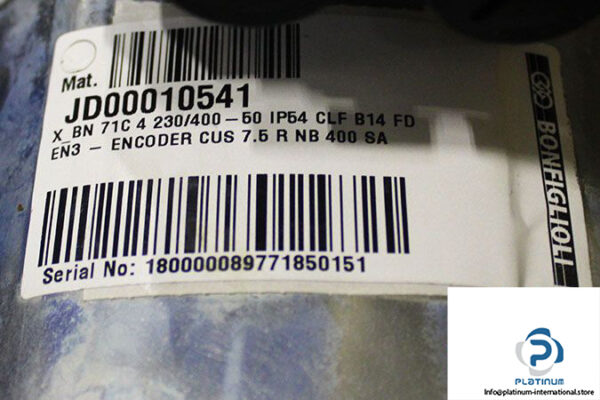 Mat.
JD00010541
X_BN 71C 4 230/400-50 IP54 CLF B14 FD
EN3 - ENCODER CUS 7.5 R NB 400 SA
Serial No: 180000089771850151
BONFIGLIOLI
PLATINUM
Info@platinum-international.store